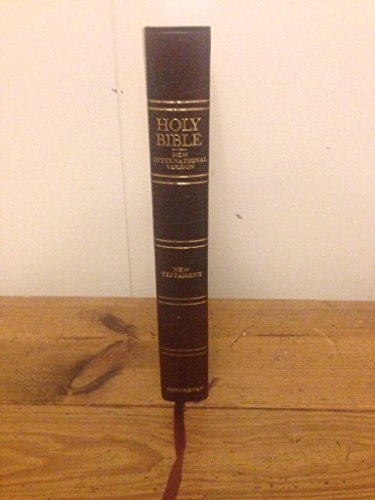 HOLY
BIBLE
NEW
INTERNATIONAL
VERSION
NEW
TESTAMENT
ZONDERVAN